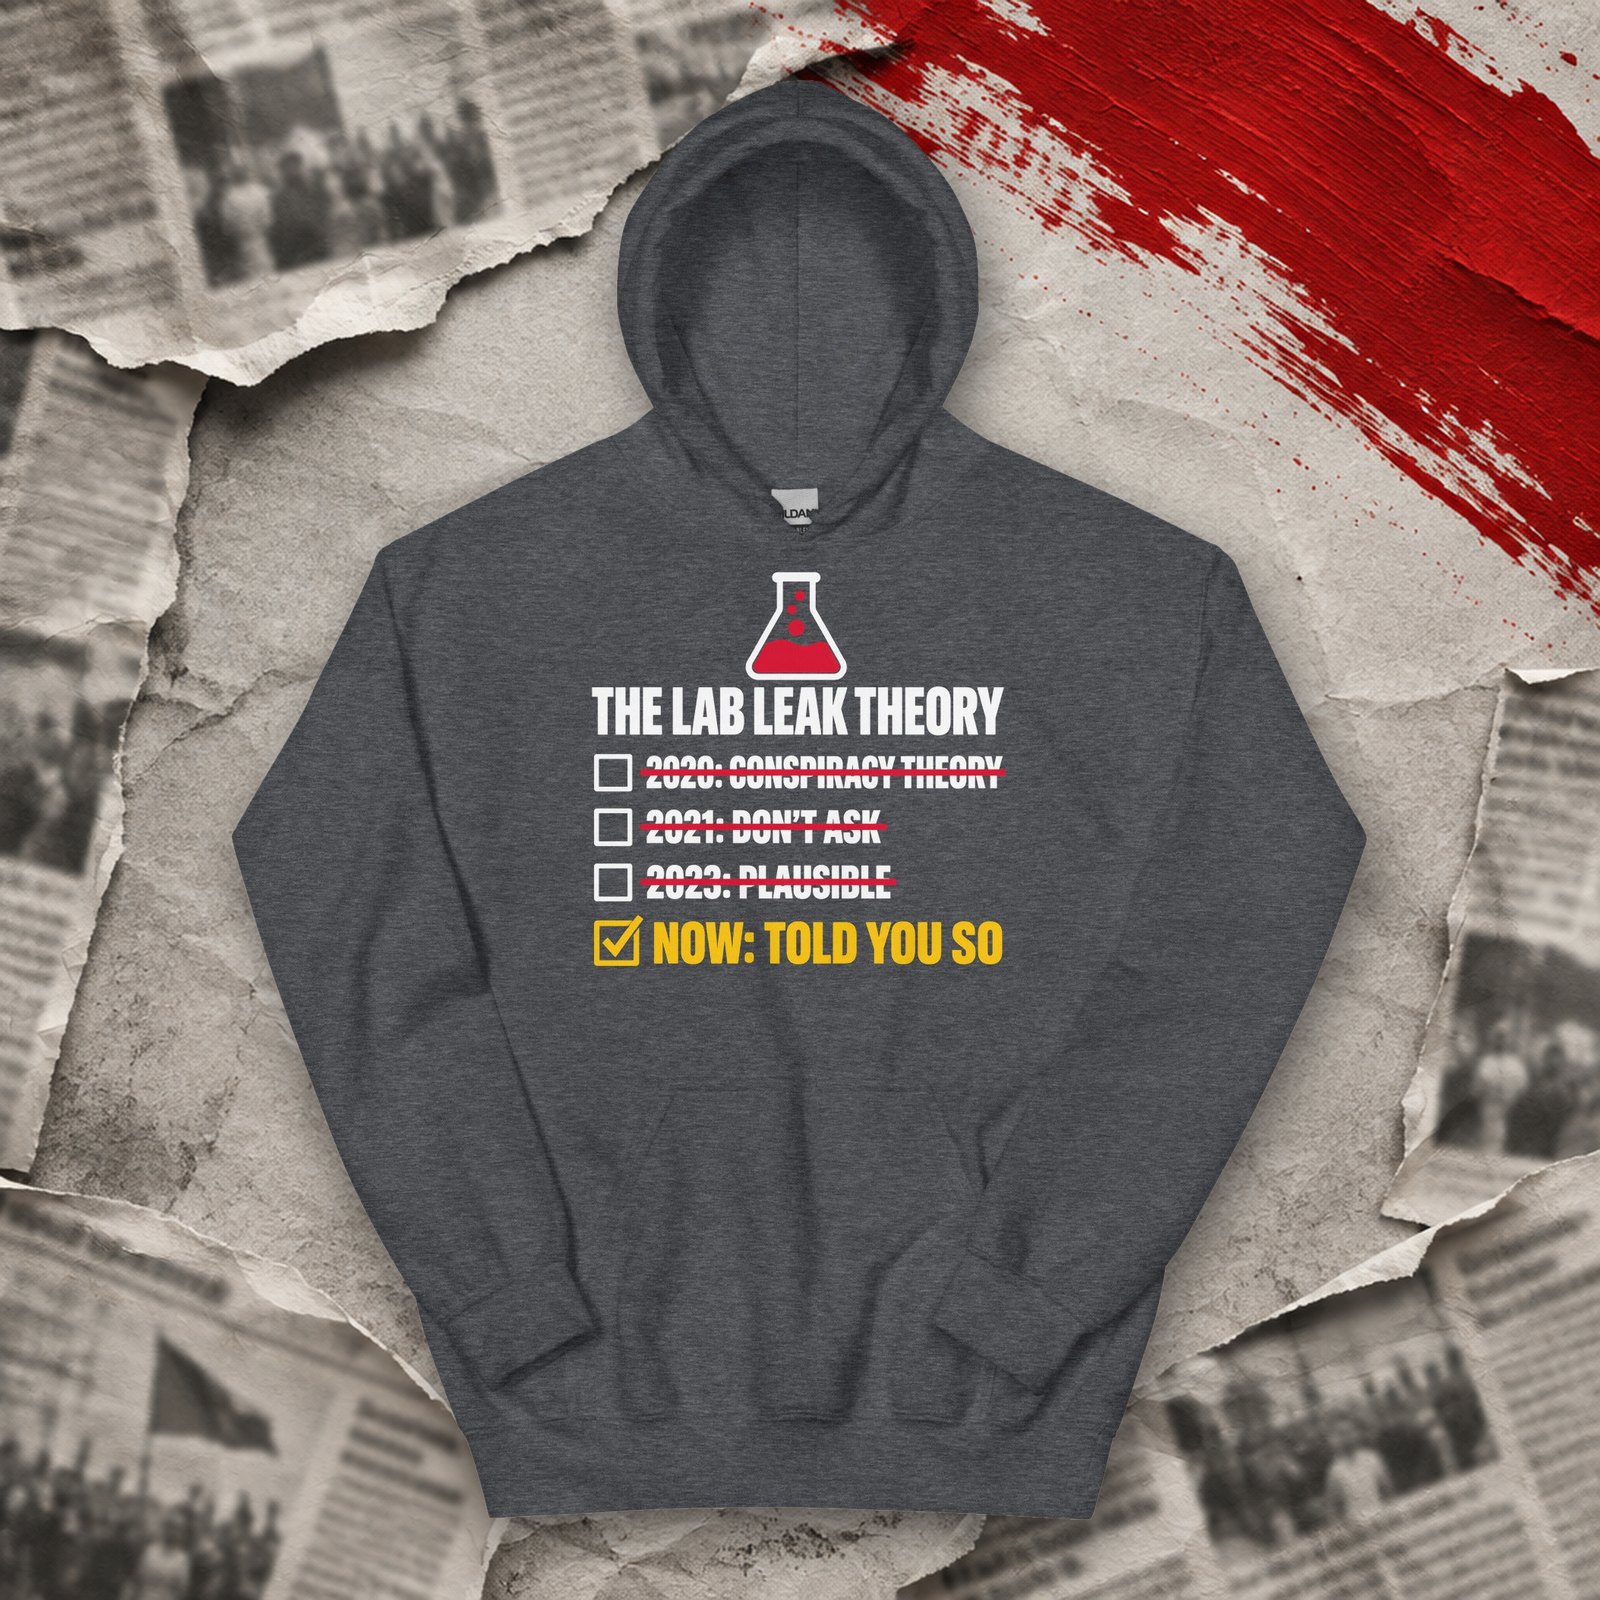 THE LAB LEAK THEORY
2020: CONSPIRACY THEORY
2021: DON'T ASK
2023: PLAUSIBLE
NOW: TOLD YOU SO